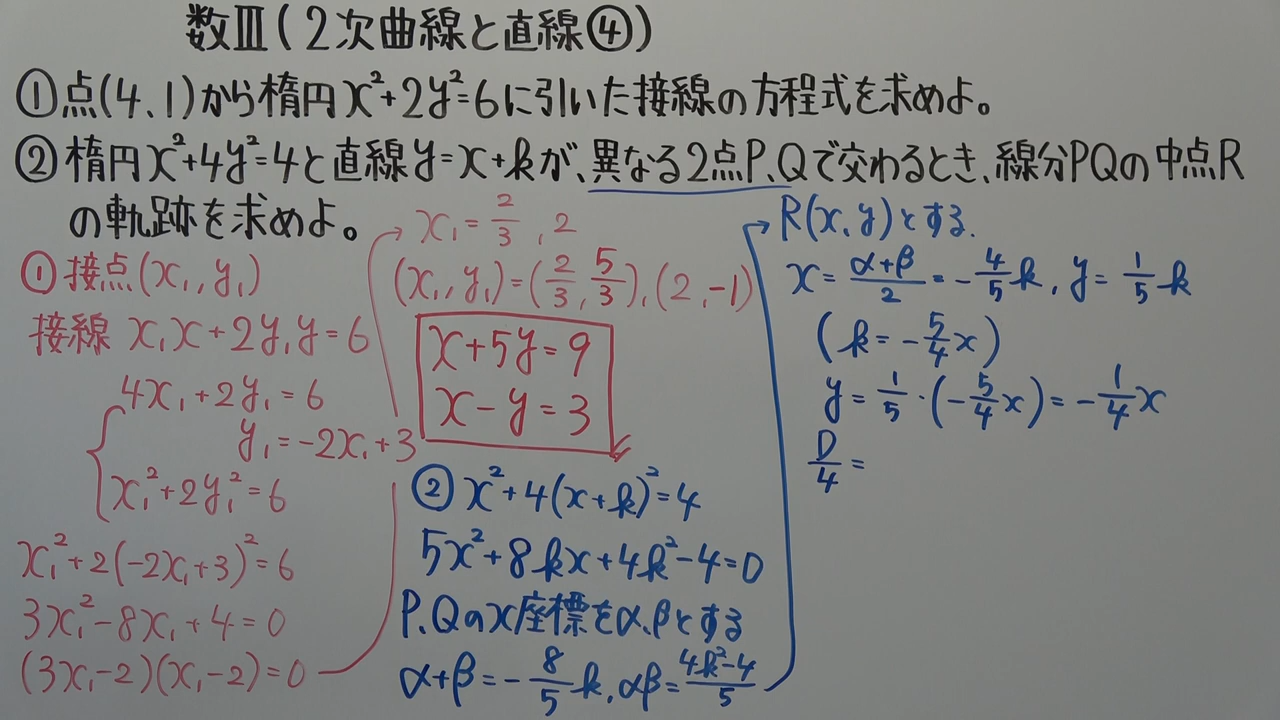 数Ⅲ(2次曲線と直線④)
①点(4,1)から楕円x²+2y²=6に引いた接線の方程式を求めよ。
②楕円x²+4y²=4と直線y=x+kが、異なる2点P,Qで交わるとき、線分PQの中点R
の軌跡を求めよ。
①接点(x₁,y₁)
接線 x₁x+2y₁y=6
4x₁+2y₁=6
y₁=-2x₁+3
x₁²+2y₁²=6
x₁²+2(-2x₁+3)²=6
3x₁²-8x₁+4=0
(3x₁-2)(x₁-2)=0
x₁=2/3,2
(x₁,y₁)=(2/3,5/3),(2,-1)
x+5y=9
x-y=3
②x²+4(x+k)²=4
5x²+8kx+4k²-4=0
P,Qのx座標をα,βとする
α+β=-8/5k,αβ=(4k²-4)/5
R(x,y)とする.
x=(α+β)/2=-4/5k,y=1/5k
(k=-5/4x)
y=1/5・(-5/4x)=-1/4x
D/4=